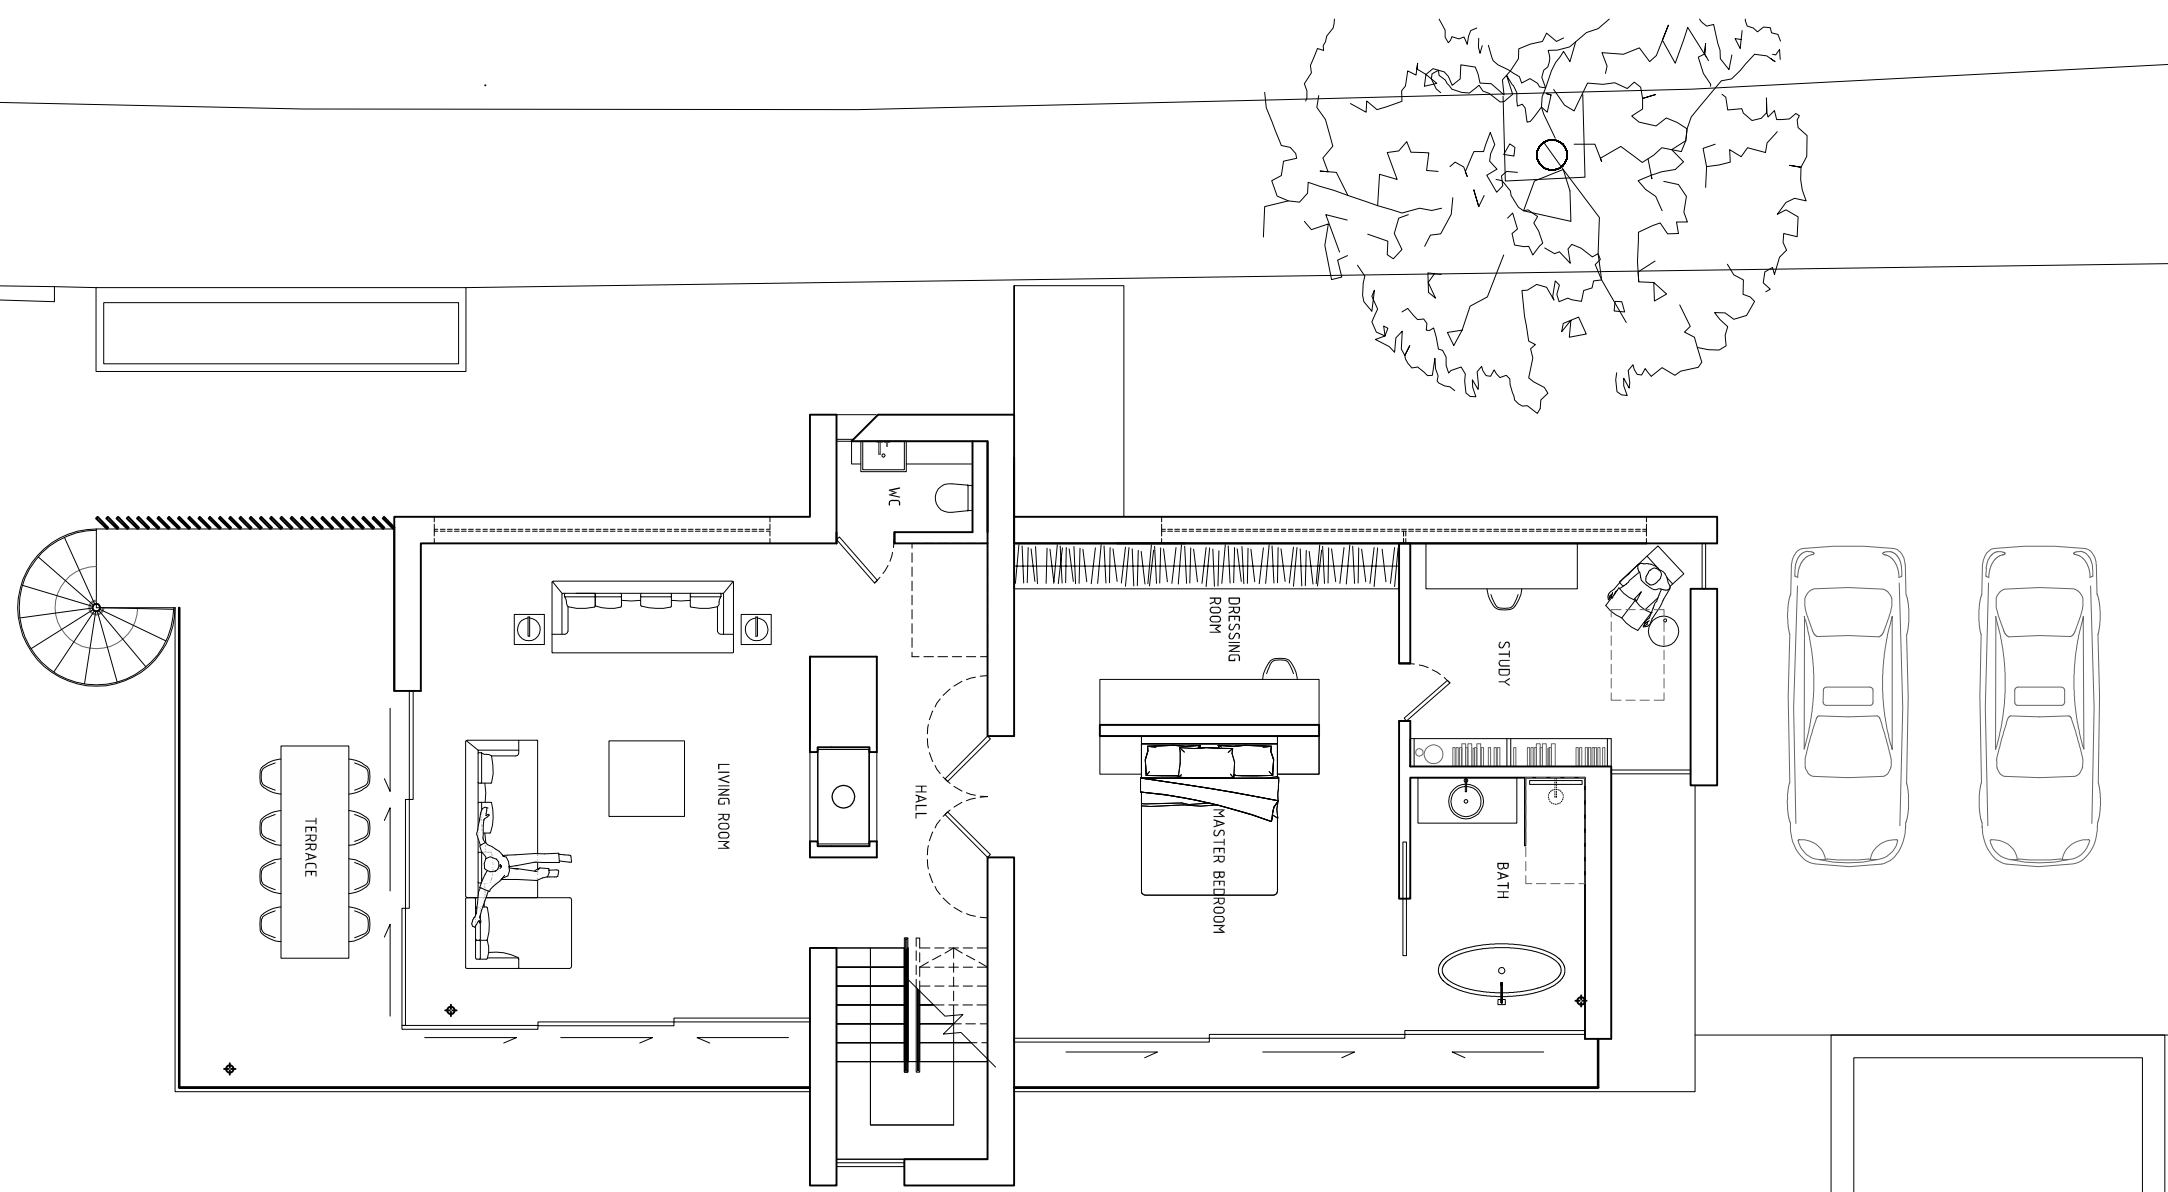 WC
DRESSING
ROOM
STUDY
LIVING ROOM
HALL
TERRACE
MASTER BEDROOM
BATH